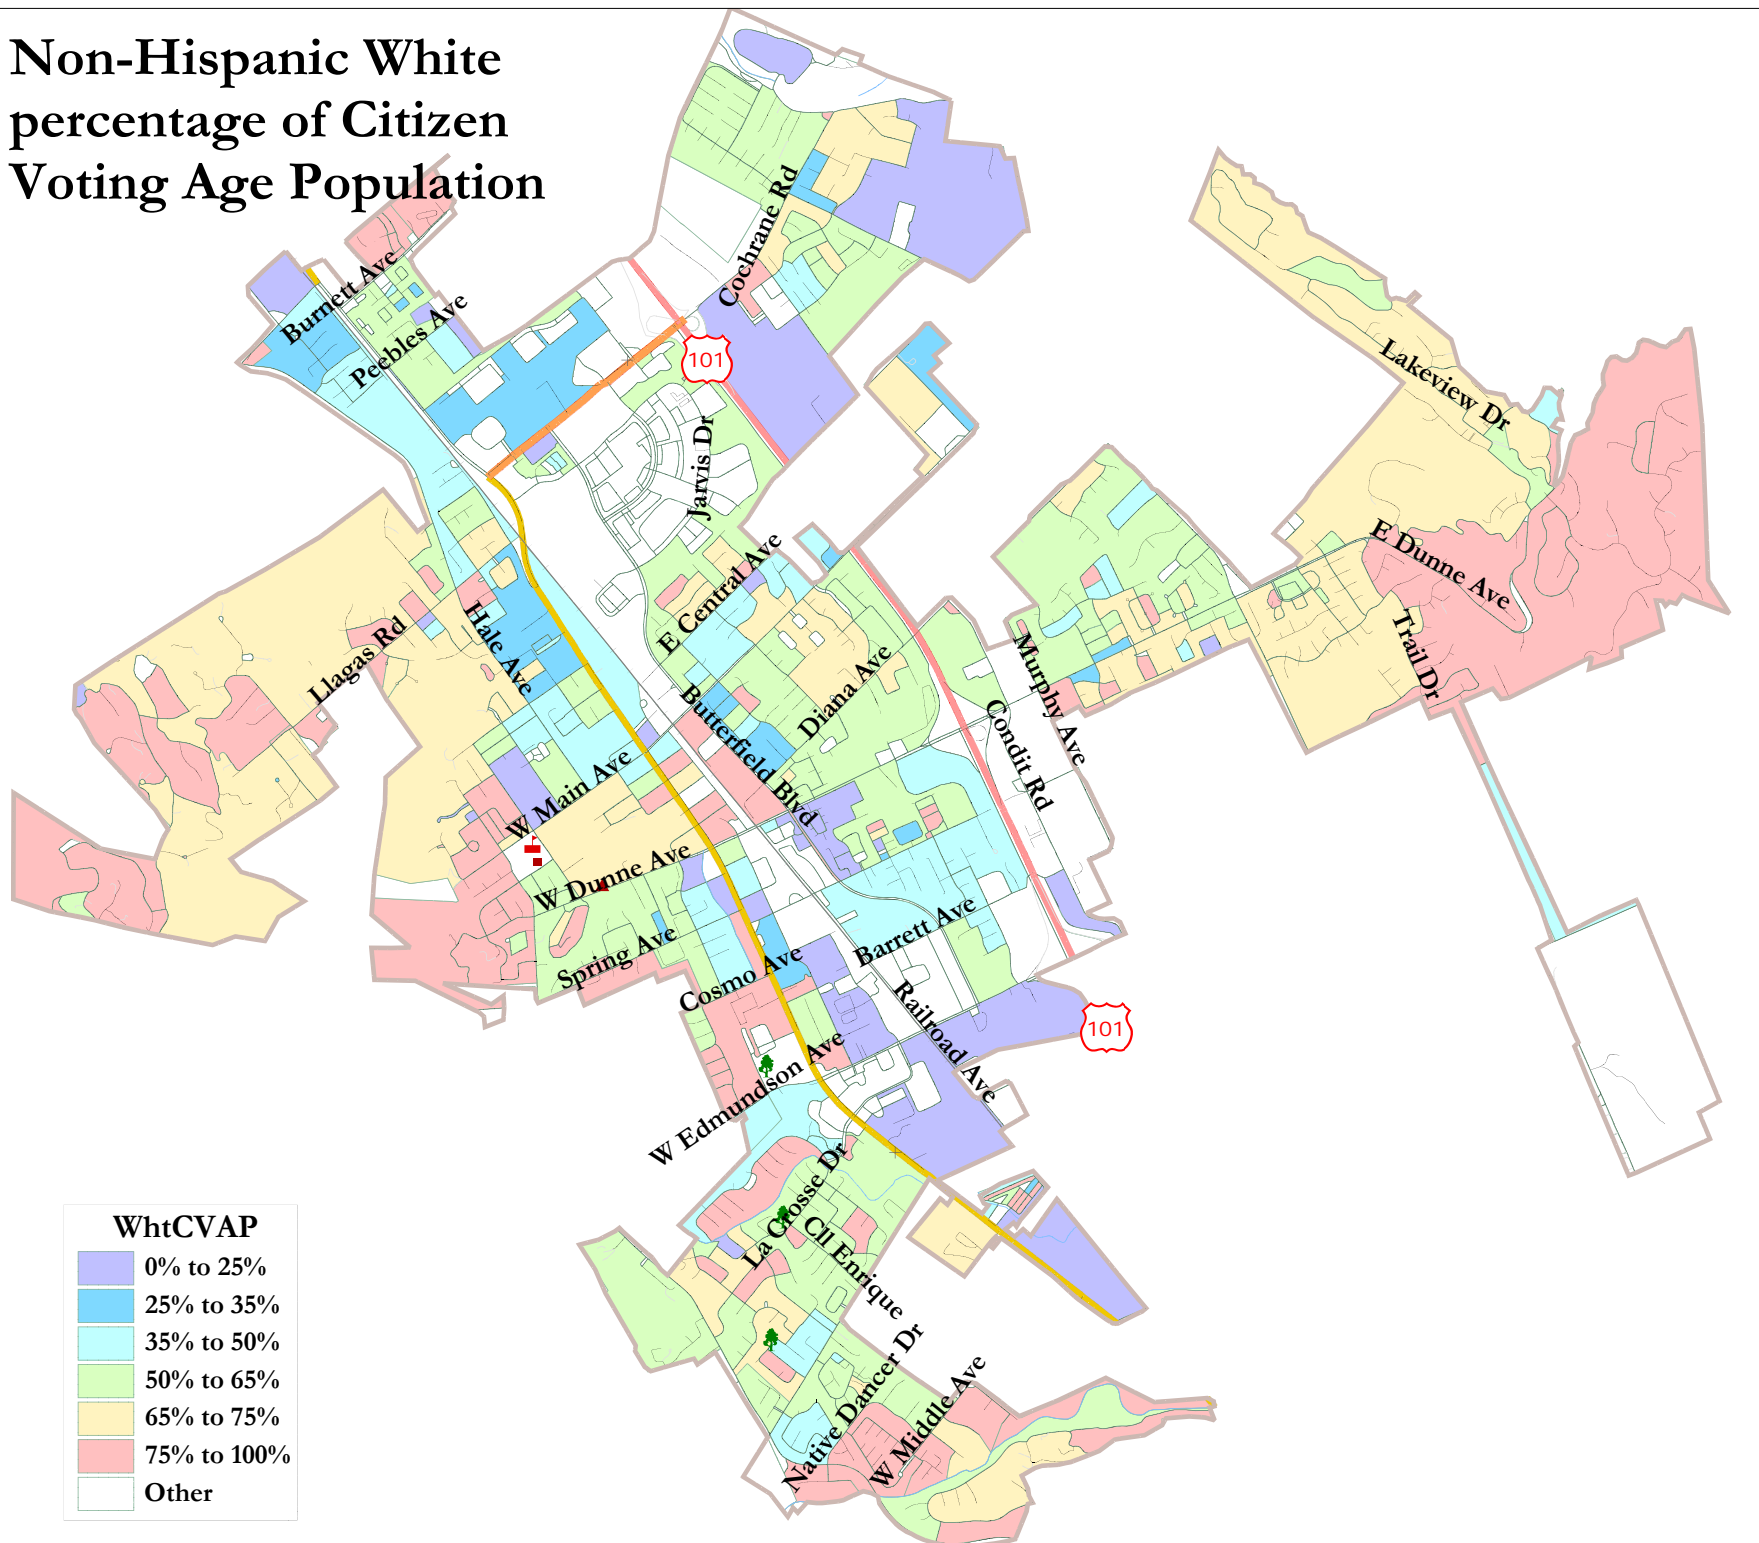 Non-Hispanic White
percentage of Citizen
Voting Age Population
Cochrane Rd
Burnett Ave
Peebles Ave
101
Jarvis Dr
Lakeview Dr
E Dunne Ave
Trail Dr
E Central Ave
Llagas Rd
Hale Ave
Murphy Ave
Diana Ave
Butterfield Blvd
Condit Rd
W Main Ave
W Dunne Ave
Spring Ave
Cosmo Ave
Barrett Ave
Railroad Ave
101
W Edmundson Ave
La Crosse Dr
Cll Enrique
Native Dancer Dr
W Middle Ave
WhtCVAP
0% to 25%
25% to 35%
35% to 50%
50% to 65%
65% to 75%
75% to 100%
Other